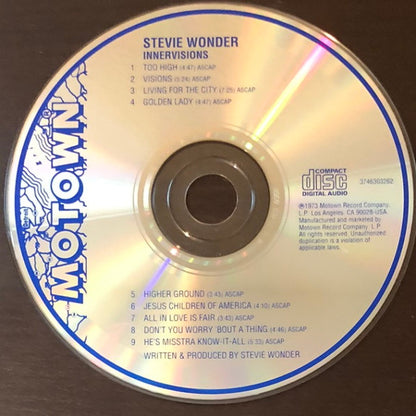 STEVIE WONDER
INNERVISIONS
1 TOO HIGH (4:47) ASCAP
2 VISIONS (5:24) ASCAP
3 LIVING FOR THE CITY (7:25) ASCAP
4 GOLDEN LADY (4:47) ASCAP
MOTOWN
COMPACT
disc
DIGITAL AUDIO
3746303262
℗1973 Motown Record Company,
L.P. Los Angeles, CA 90028-USA
Manufactured and marketed by
Motown Record Company, L.P.
All rights reserved. Unauthorized
duplication is a violation of
applicable laws.
5 HIGHER GROUND (3:43) ASCAP
6 JESUS CHILDREN OF AMERICA (4:10) ASCAP
7 ALL IN LOVE IS FAIR (3:43) ASCAP
8 DON'T YOU WORRY 'BOUT A THING (4:46) ASCAP
9 HE'S MISSTRA KNOW-IT-ALL (5:33) ASCAP
WRITTEN & PRODUCED BY STEVIE WONDER